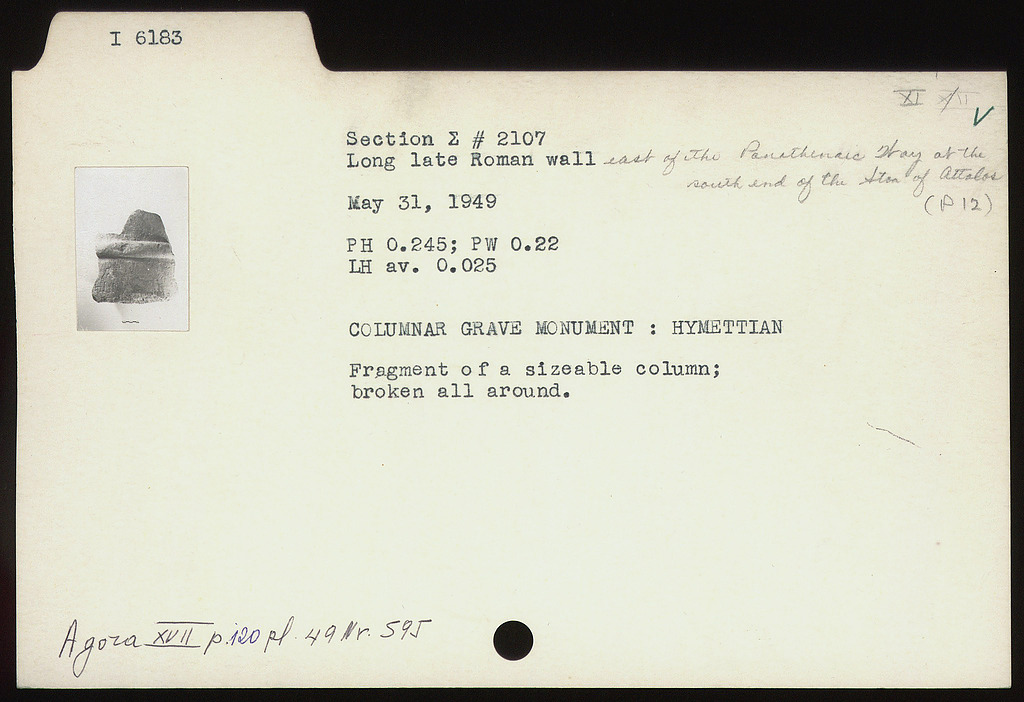 I 6183
XI XII
Section Σ # 2107
Long late Roman wall east of the Panathenaic Way at the
south end of the Stoa of Attalos
(P 12)
May 31, 1949
PH 0.245; PW 0.22
LH av. 0.025
COLUMNAR GRAVE MONUMENT : HYMETTIAN
Fragment of a sizeable column;
broken all around.
Agora XVII p.120 pl. 49 Nr. 595